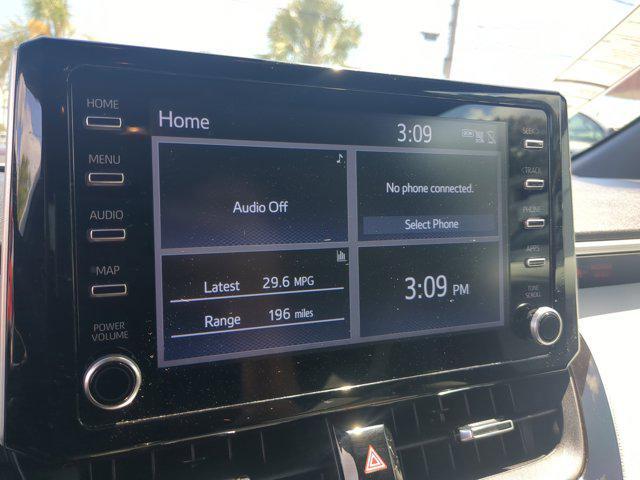 HOME
MENU
AUDIO
MAP
POWER
VOLUME
Home
3:09
Audio Off
No phone connected.
Select Phone
Latest 29.6 MPG
Range 196 miles
3:09 PM
SEEK
TRACK
PHONE
APPS
TUNE
SCROLL